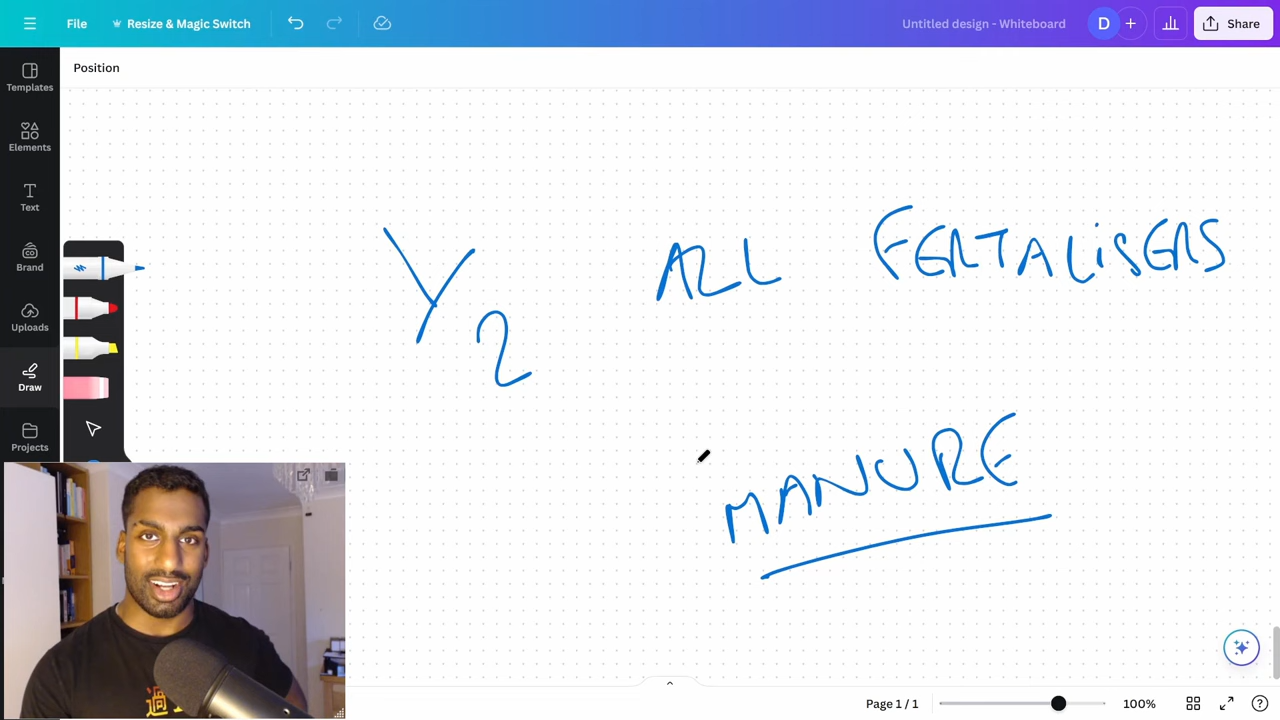 File
Resize & Magic Switch
Untitled design - Whiteboard
D
+
Share
Templates
Elements
Text
Brand
Uploads
Draw
Projects
Position
Y2
ALL FERTALISERS
MANURE
過
Page 1 / 1
100%
?